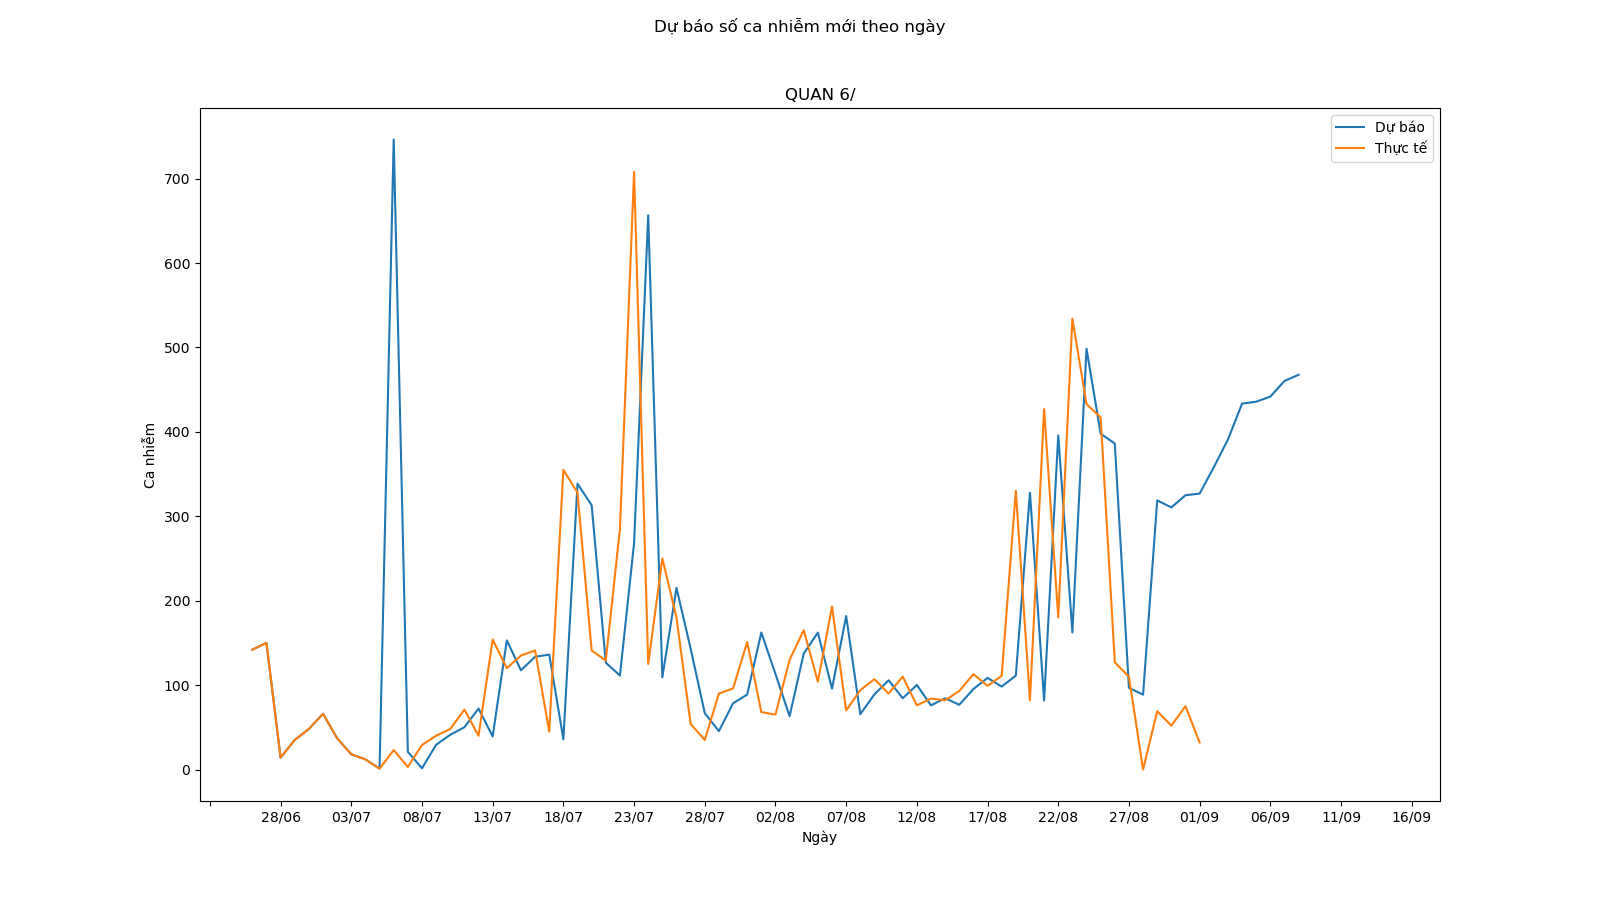 Dự báo số ca nhiễm mới theo ngày
QUAN 6/
Dự báo
Thực tế
700
600
500
400
300
200
100
0
Ca nhiễm
28/06 03/07 08/07 13/07 18/07 23/07 28/07 02/08 07/08 12/08 17/08 22/08 27/08 01/09 06/09 11/09 16/09
Ngày